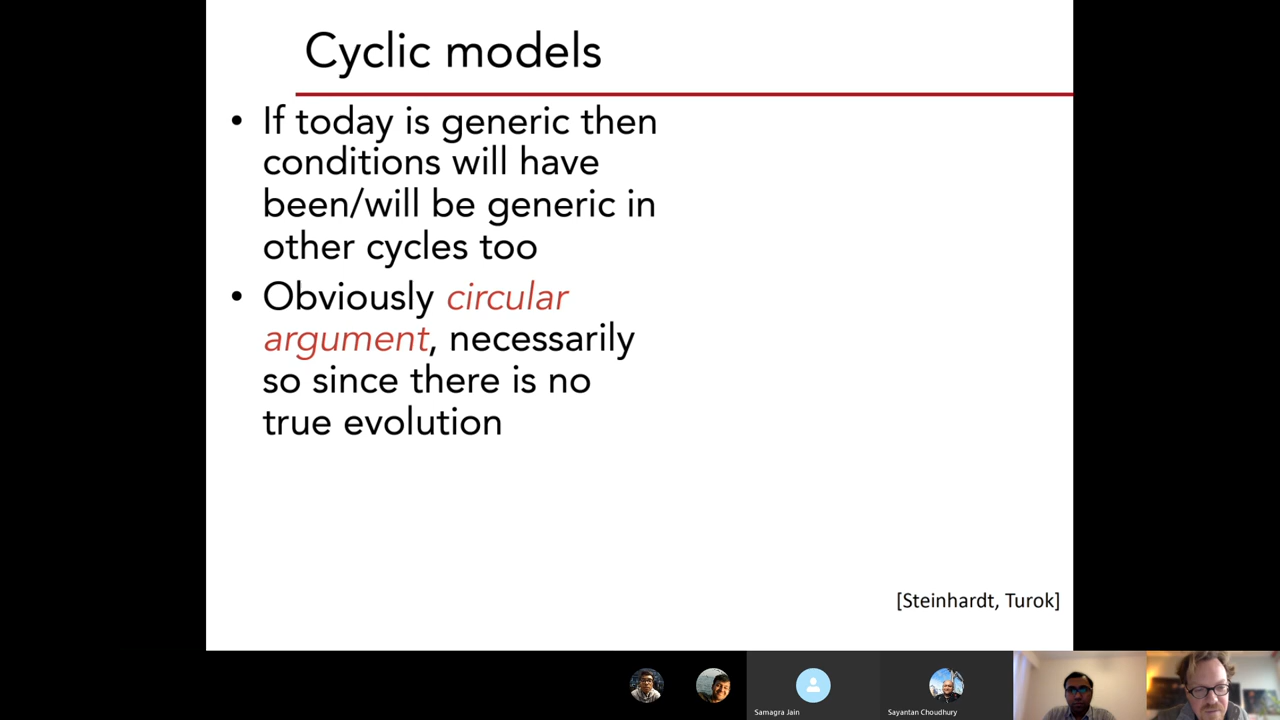 Cyclic models
• If today is generic then
conditions will have
been/will be generic in
other cycles too
• Obviously circular
argument, necessarily
so since there is no
true evolution
[Steinhardt, Turok]
Samagra Jain
Sayantan Choudhury